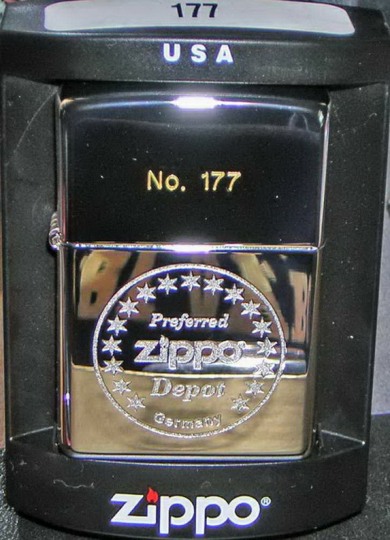 177
USA
No. 177
Preferred
zippo
Depot
Germany
zippo®